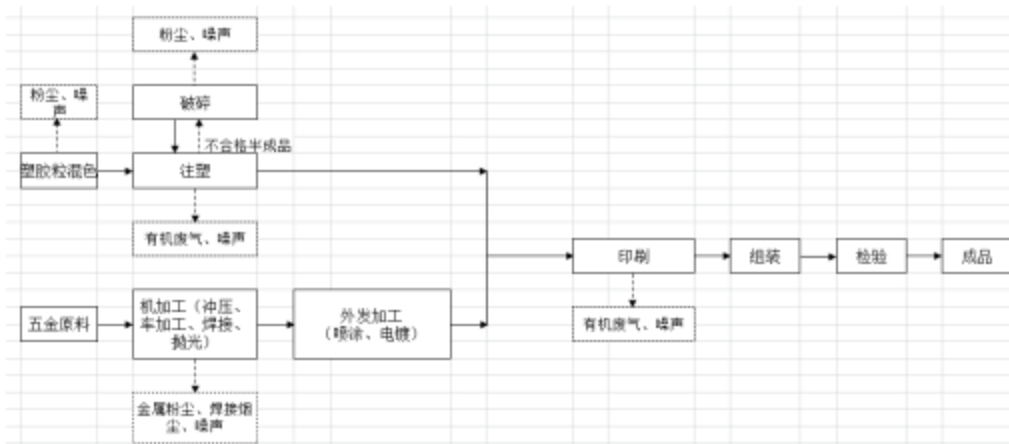 粉尘、噪声
粉尘、噪
声
破碎
不合格半成品
塑胶粒混色
注塑
有机废气、噪声
印刷
组装
检验
成品
五金原料
机加工（冲压、
车加工、焊接、
抛光）
外发加工
（喷涂、电镀）
有机废气、噪声
金属粉尘、焊接烟
尘、噪声